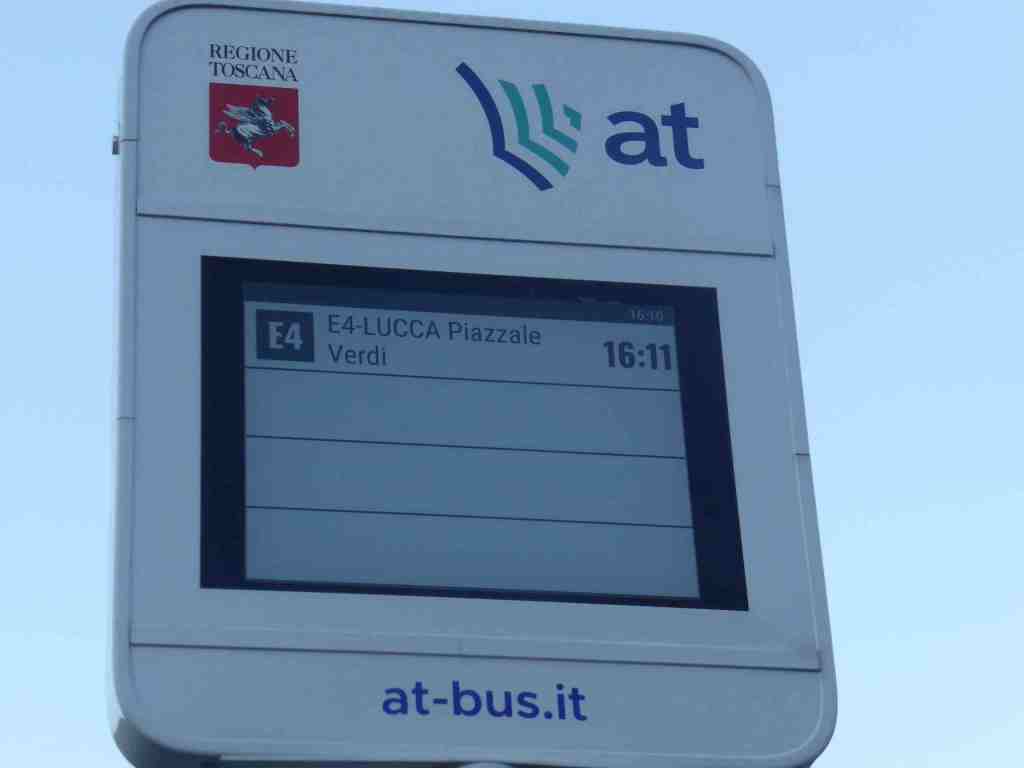 REGIONE
TOSCANA
at
16:10
E4
E4-LUCCA Piazzale
Verdi
16:11
at-bus.it